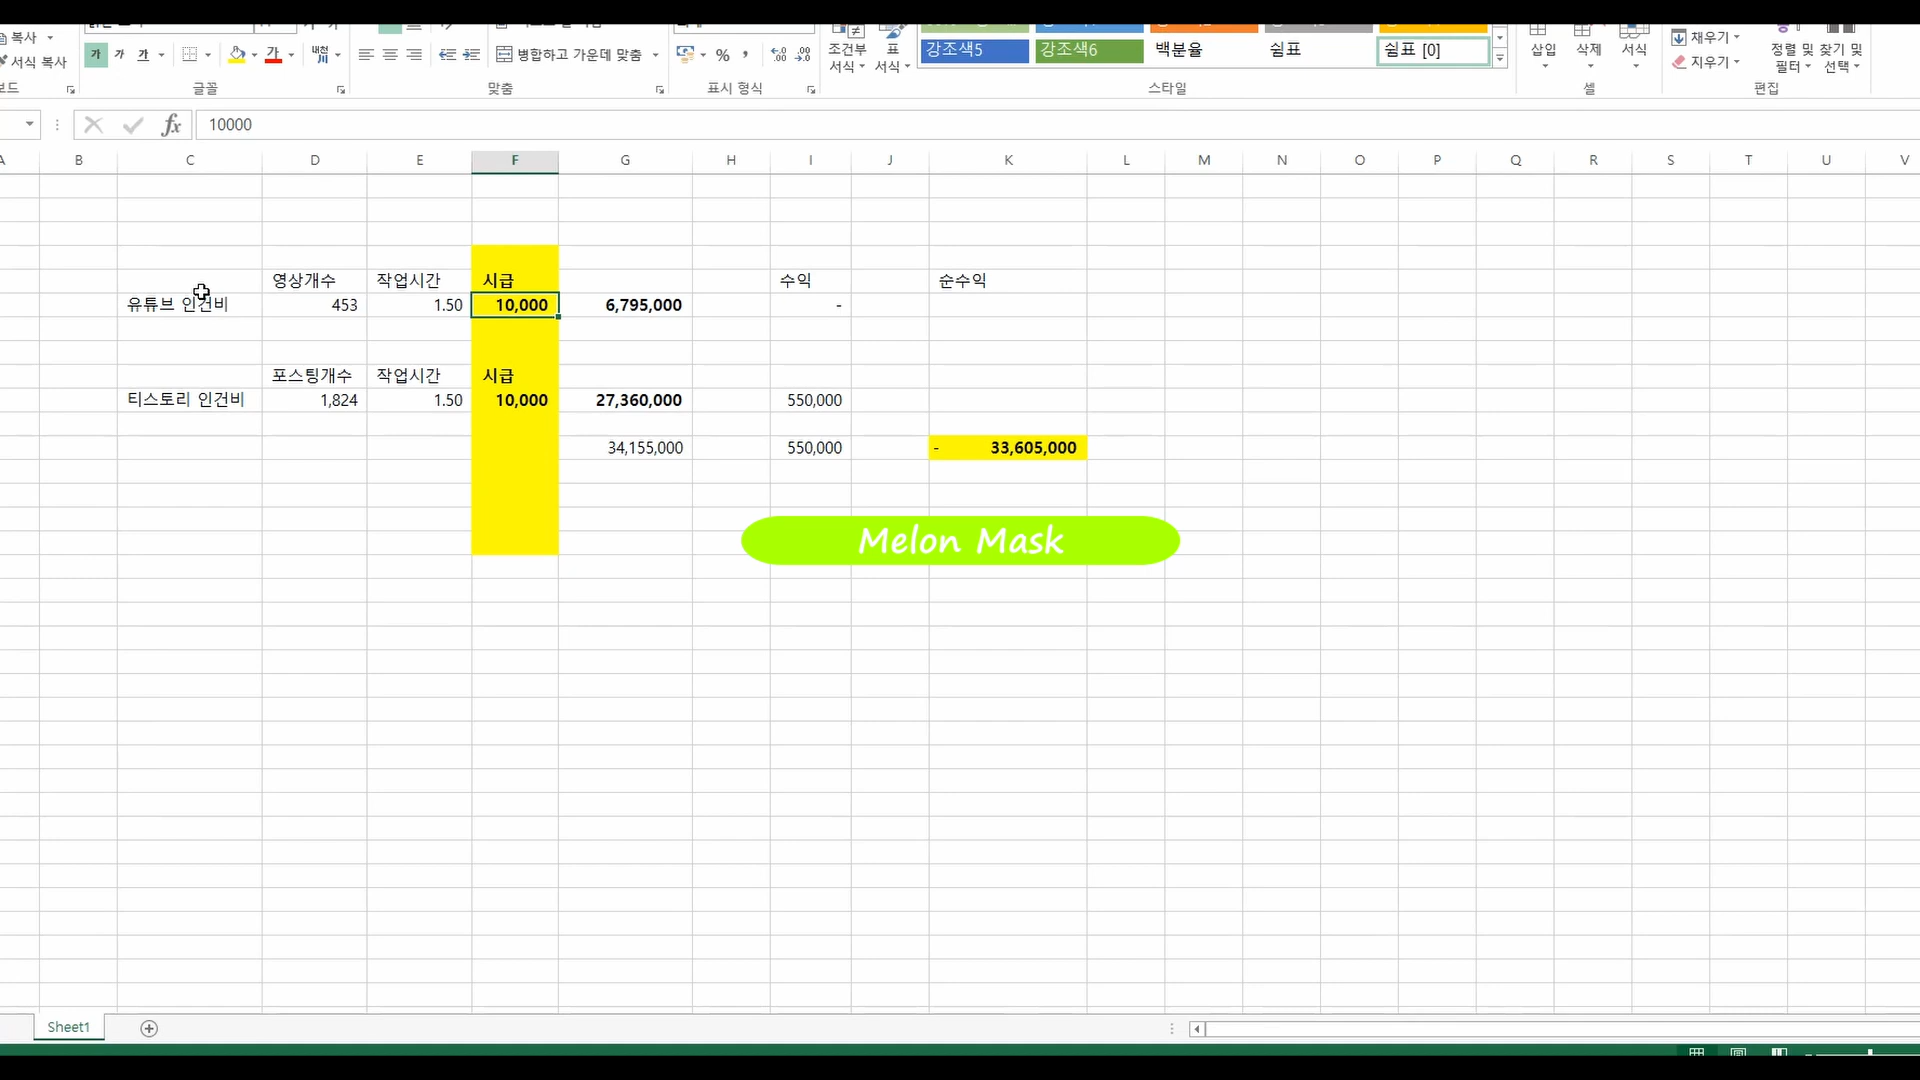 복사
서식 복사
가 가 가 가 내천
병합하고 가운데 맞춤
% ,
조건부 서식
표 서식
강조색5 강조색6 백분율 쉼표 쉼표 [0]
삽입 삭제 서식
채우기
지우기
정렬 및 필터
찾기 및 선택
글꼴 맞춤 표시 형식 스타일 셀 편집
fx 10000
A B C D E F G H I J K L M N O P Q R S T U V
영상개수 작업시간 시급 수익 순수익
유튜브 인건비 453 1.50 10,000 6,795,000 -
포스팅개수 작업시간 시급
티스토리 인건비 1,824 1.50 10,000 27,360,000 550,000
34,155,000 550,000 - 33,605,000
Melon Mask
Sheet1